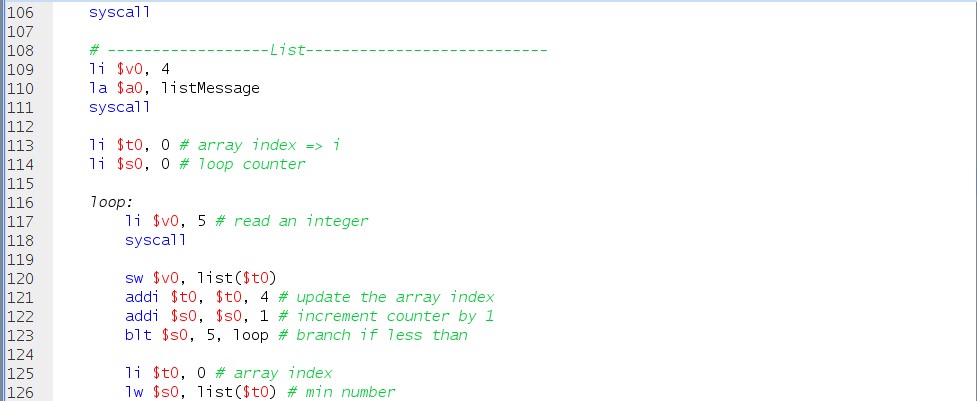 106 syscall
107
108 # ------------------List---------------------------
109 li $v0, 4
110 la $a0, listMessage
111 syscall
112
113 li $t0, 0 # array index => i
114 li $s0, 0 # loop counter
115
116 loop:
117 li $v0, 5 # read an integer
118 syscall
119
120 sw $v0, list($t0)
121 addi $t0, $t0, 4 # update the array index
122 addi $s0, $s0, 1 # increment counter by 1
123 blt $s0, 5, loop # branch if less than
124
125 li $t0, 0 # array index
126 lw $s0, list($t0) # min number